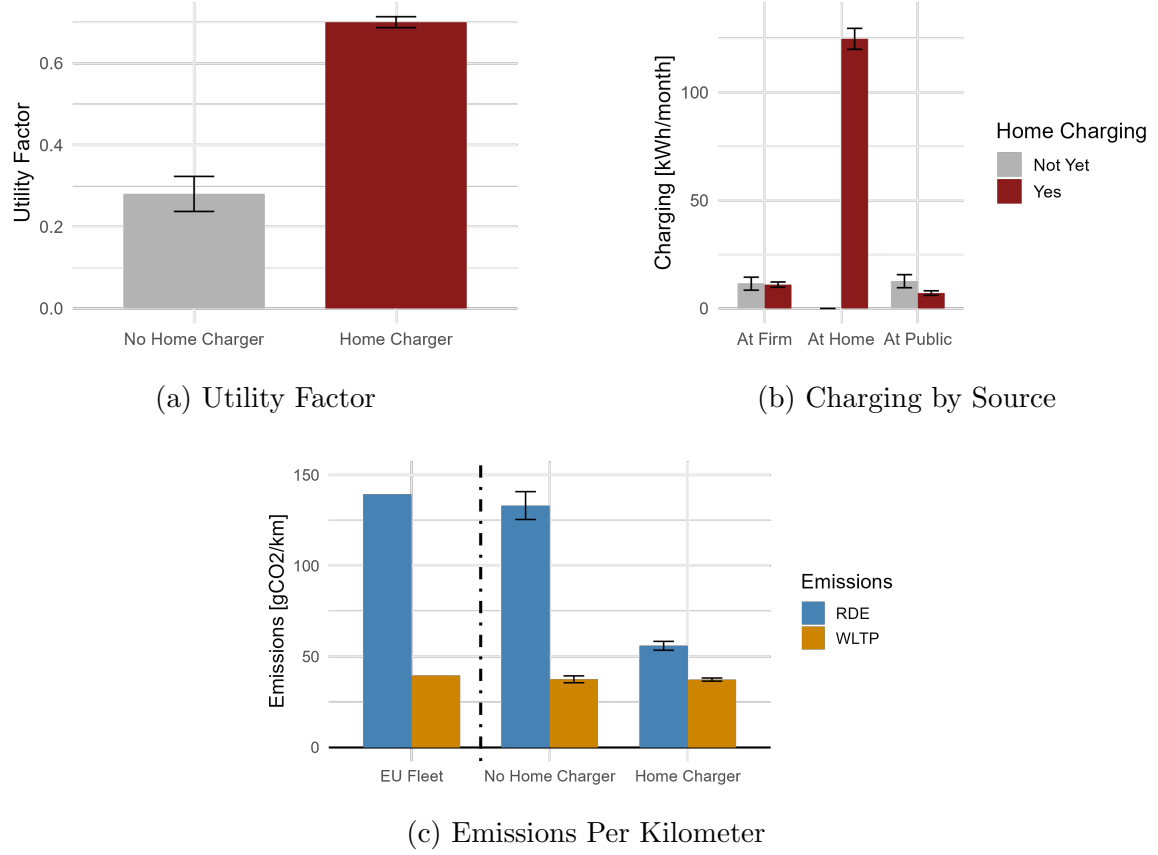 Utility Factor
0.6
0.4
0.2
0.0
No Home Charger
Home Charger
(a) Utility Factor
Charging [kWh/month]
100
50
0
At Firm
At Home
At Public
Home Charging
Not Yet
Yes
(b) Charging by Source
Emissions [gCO2/km]
150
100
50
0
EU Fleet
No Home Charger
Home Charger
Emissions
RDE
WLTP
(c) Emissions Per Kilometer